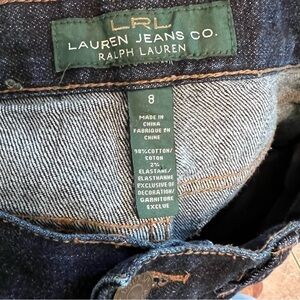 LRL
LAUREN JEANS CO.
RALPH LAUREN
8
MADE IN
CHINA
FABRIQUE EN
CHINE
98%COTTON/
COTON
2%
ELASTANE/
ELASTHANNE
EXCLUSIVE OF
DECORATION/
GARNITURE
EXCLUE